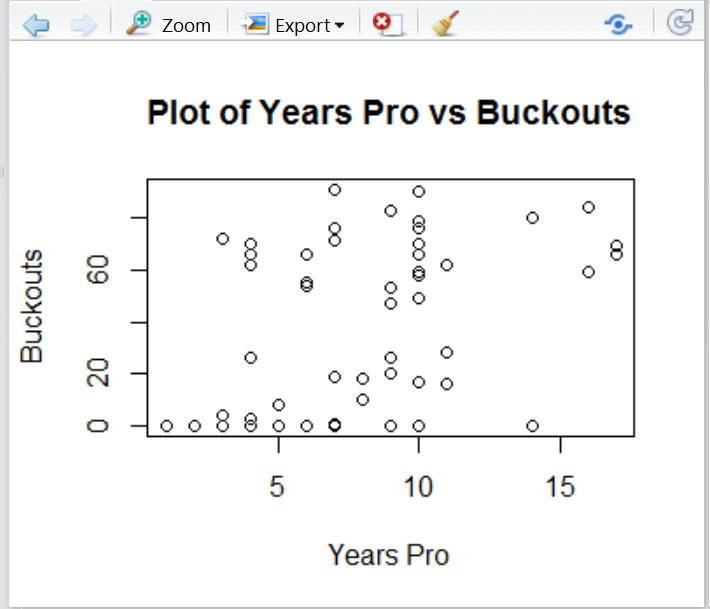 Zoom Export
Plot of Years Pro vs Buckouts
Buckouts
60
20
0
5 10 15
Years Pro